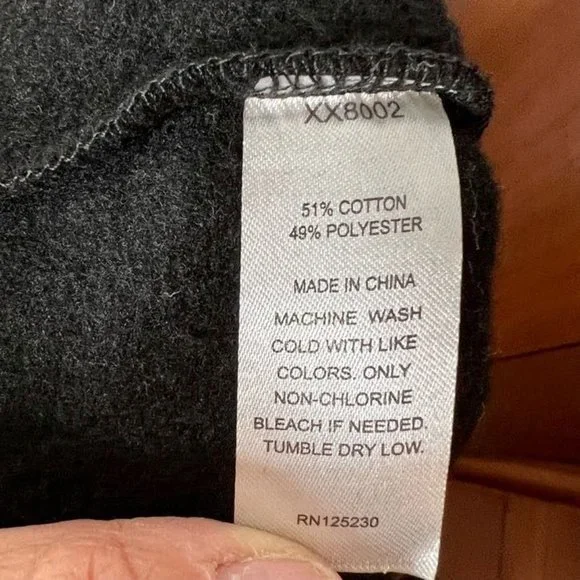 XX8002
51% COTTON
49% POLYESTER
MADE IN CHINA
MACHINE WASH
COLD WITH LIKE
COLORS. ONLY
NON-CHLORINE
BLEACH IF NEEDED.
TUMBLE DRY LOW.
RN125230